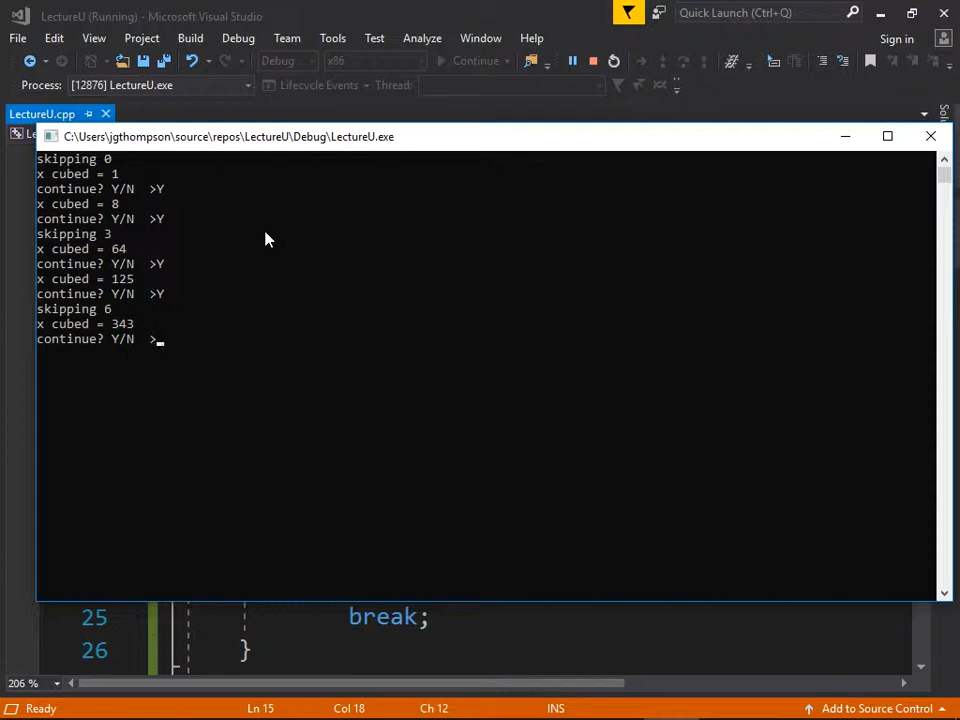 LectureU (Running) - Microsoft Visual Studio
Quick Launch (Ctrl+Q)
File Edit View Project Build Debug Team Tools Test Analyze Window Help
Sign in
Debug x86 Continue
Process: [12876] LectureU.exe Lifecycle Events Thread:
LectureU.cpp
C:\Users\jgthompson\source\repos\LectureU\Debug\LectureU.exe
skipping 0
x cubed = 1
continue? Y/N >Y
x cubed = 8
continue? Y/N >Y
skipping 3
x cubed = 64
continue? Y/N >Y
x cubed = 125
continue? Y/N >Y
skipping 6
x cubed = 343
continue? Y/N >_
25 break;
26 }
206 %
Ready Ln 15 Col 18 Ch 12 INS Add to Source Control